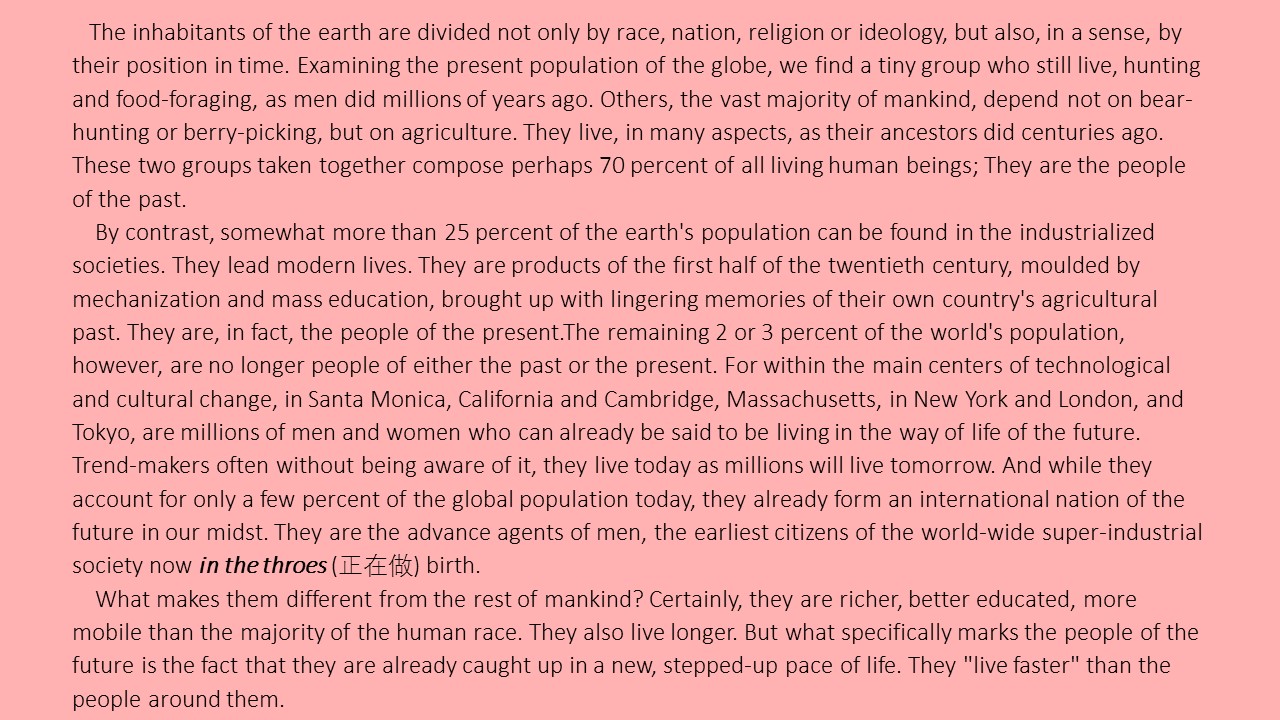 The inhabitants of the earth are divided not only by race, nation, religion or ideology, but also, in a sense, by
their position in time. Examining the present population of the globe, we find a tiny group who still live, hunting
and food-foraging, as men did millions of years ago. Others, the vast majority of mankind, depend not on bear-
hunting or berry-picking, but on agriculture. They live, in many aspects, as their ancestors did centuries ago.
These two groups taken together compose perhaps 70 percent of all living human beings; They are the people
of the past.
By contrast, somewhat more than 25 percent of the earth's population can be found in the industrialized
societies. They lead modern lives. They are products of the first half of the twentieth century, moulded by
mechanization and mass education, brought up with lingering memories of their own country's agricultural
past. They are, in fact, the people of the present.The remaining 2 or 3 percent of the world's population,
however, are no longer people of either the past or the present. For within the main centers of technological
and cultural change, in Santa Monica, California and Cambridge, Massachusetts, in New York and London, and
Tokyo, are millions of men and women who can already be said to be living in the way of life of the future.
Trend-makers often without being aware of it, they live today as millions will live tomorrow. And while they
account for only a few percent of the global population today, they already form an international nation of the
future in our midst. They are the advance agents of men, the earliest citizens of the world-wide super-industrial
society now in the throes (正在做) birth.
What makes them different from the rest of mankind? Certainly, they are richer, better educated, more
mobile than the majority of the human race. They also live longer. But what specifically marks the people of the
future is the fact that they are already caught up in a new, stepped-up pace of life. They "live faster" than the
people around them.